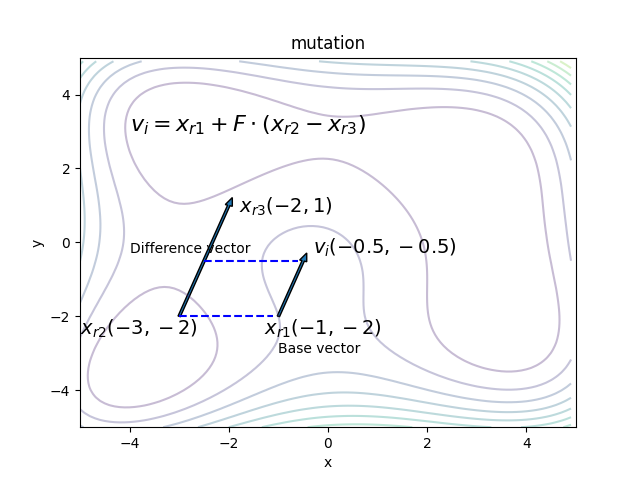 mutation
4
v_i = x_{r1} + F · (x_{r2} − x_{r3})
2
x_{r3}(−2, 1)
y
0
Difference vector
v_i(−0.5, −0.5)
−2
x_{r2}(−3, −2)
x_{r1}(−1, −2)
Base vector
−4
−4 −2 0 2 4
x